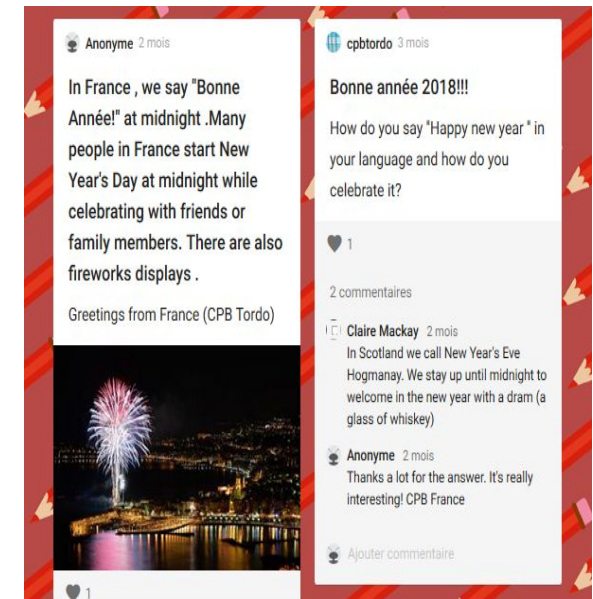 Anonyme 2 mois
In France , we say "Bonne
Année!" at midnight .Many
people in France start New
Year's Day at midnight while
celebrating with friends or
family members. There are also
fireworks displays .
Greetings from France (CPB Tordo)
1
cpbtordo 3 mois
Bonne année 2018!!!
How do you say "Happy new year " in
your language and how do you
celebrate it?
1
2 commentaires
Claire Mackay 2 mois
In Scotland we call New Year's Eve
Hogmanay. We stay up until midnight to
welcome in the new year with a dram (a
glass of whiskey)
Anonyme 2 mois
Thanks a lot for the answer. It's really
interesting! CPB France
Ajouter commentaire